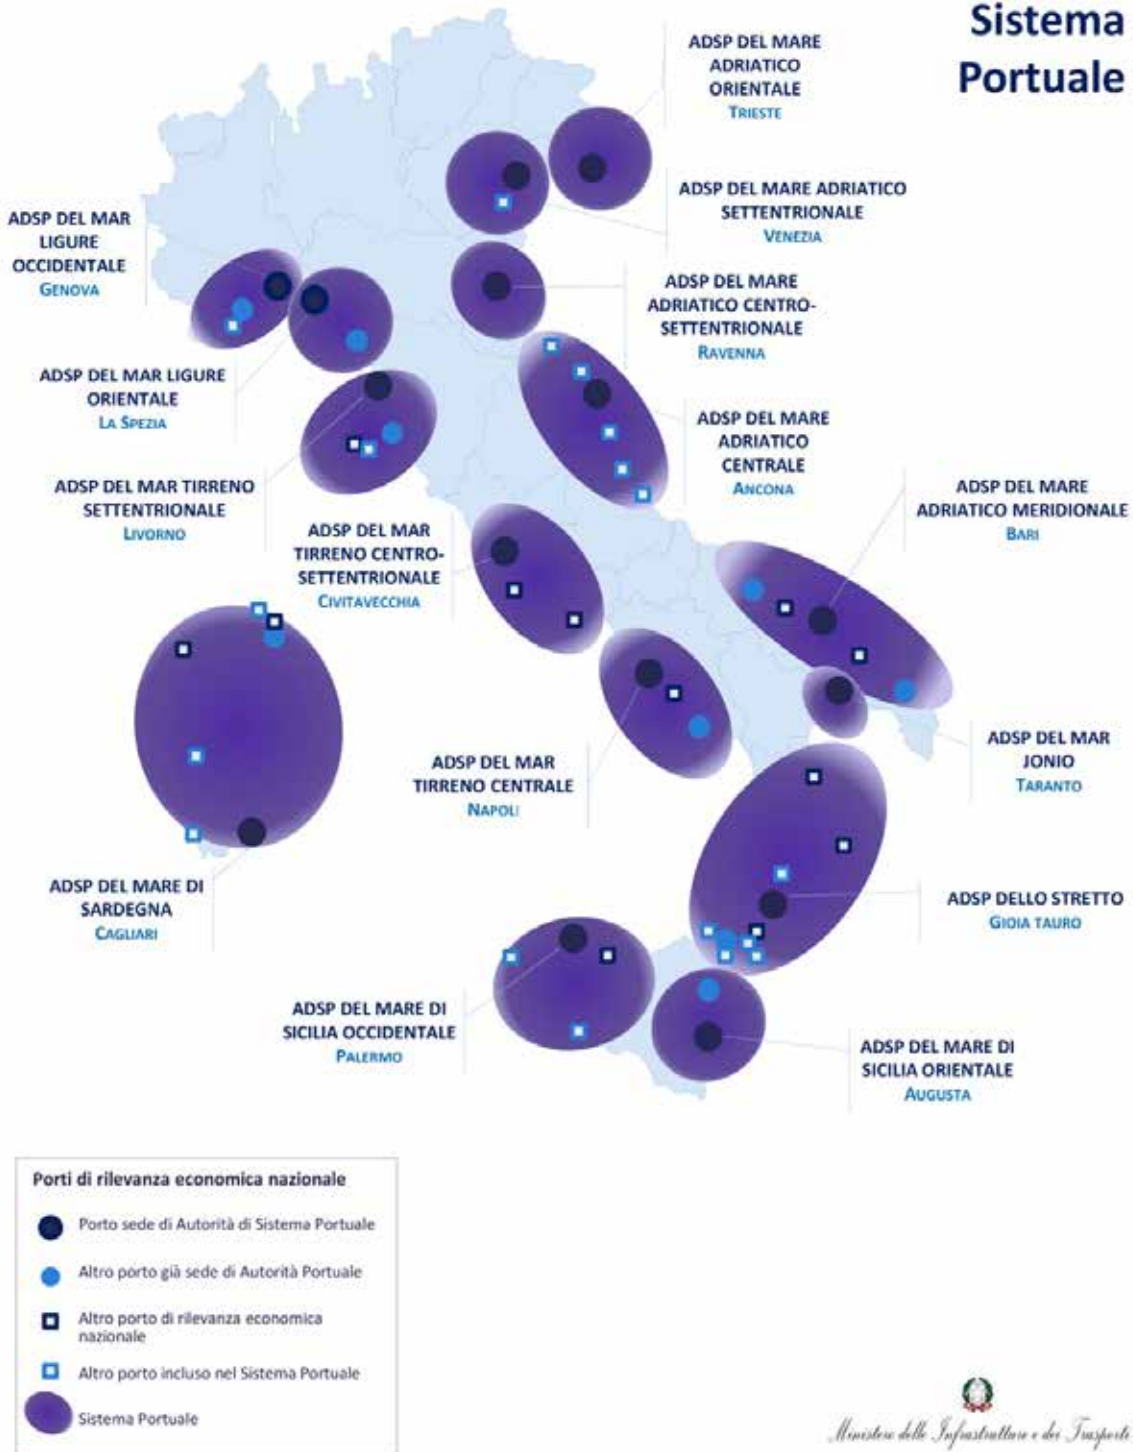 Sistema
Portuale
ADSP DEL MARE
ADRIATICO
ORIENTALE
TRIESTE
ADSP DEL MARE ADRIATICO
SETTENTRIONALE
VENEZIA
ADSP DEL MAR
LIGURE
OCCIDENTALE
GENOVA
ADSP DEL MARE
ADRIATICO CENTRO-
SETTENTRIONALE
RAVENNA
ADSP DEL MAR LIGURE
ORIENTALE
LA SPEZIA
ADSP DEL MARE
ADRIATICO
CENTRALE
ANCONA
ADSP DEL MAR TIRRENO
SETTENTRIONALE
LIVORNO
ADSP DEL MARE
ADRIATICO MERIDIONALE
BARI
ADSP DEL MAR
TIRRENO CENTRO-
SETTENTRIONALE
CIVITAVECCHIA
ADSP DEL MAR
JONIO
TARANTO
ADSP DEL MAR
TIRRENO CENTRALE
NAPOLI
ADSP DEL MARE DI
SARDEGNA
CAGLIARI
ADSP DELLO STRETTO
GIOIA TAURO
ADSP DEL MARE DI
SICILIA OCCIDENTALE
PALERMO
ADSP DEL MARE DI
SICILIA ORIENTALE
AUGUSTA
Porti di rilevanza economica nazionale
Porto sede di Autorità di Sistema Portuale
Altro porto già sede di Autorità Portuale
Altro porto di rilevanza economica
nazionale
Altro porto incluso nel Sistema Portuale
Sistema Portuale
Ministero delle Infrastrutture e dei Trasporti